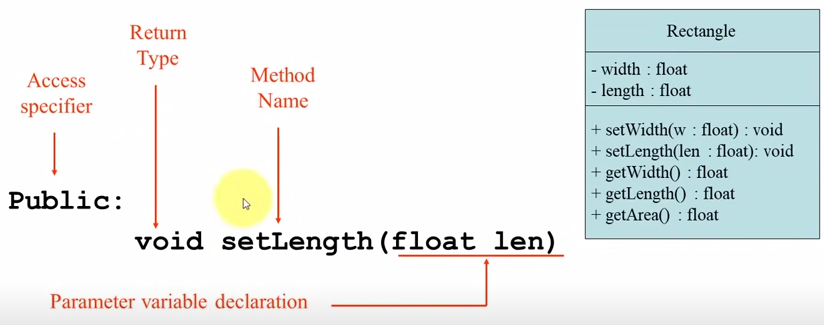 Return
Type
Method
Name
Access
specifier
Public:
void setLength(float len)
Parameter variable declaration
Rectangle
- width : float
- length : float
+ setWidth(w : float) : void
+ setLength(len : float): void
+ getWidth() : float
+ getLength() : float
+ getArea() : float